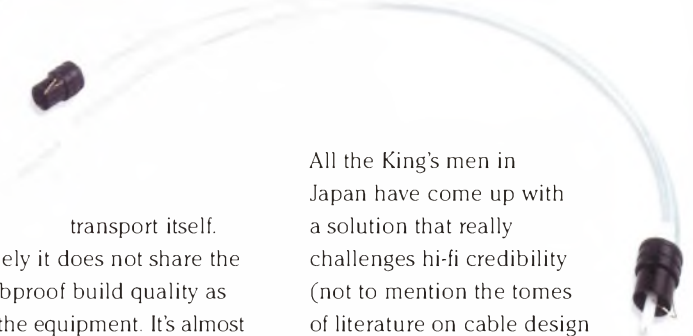 transport itself.
ely it does not share the
bproof build quality as
the equipment. It's almost
All the King's men in
Japan have come up with
a solution that really
challenges hi-fi credibility
(not to mention the tomes
of literature on cable design